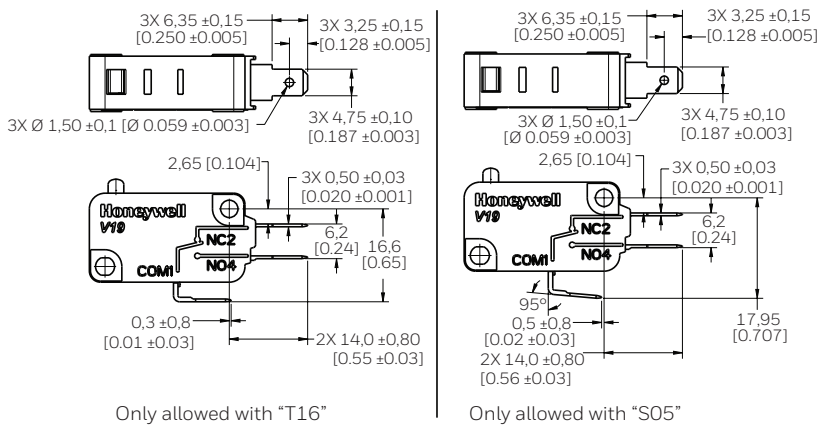 3X 6,35 ±0,15
[0.250 ±0.005]
3X 3,25 ±0,15
[0.128 ±0.005]
3X 4,75 ±0,10
[0.187 ±0.003]
3X Ø 1,50 ±0,1 [Ø 0.059 ±0.003]
2,65 [0.104]
3X 0,50 ±0,03
[0.020 ±0.001]
Honeywell
V19
NC2
NO4
COM1
6,2
[0.24]
16,6
[0.65]
0,3 ±0,8
[0.01 ±0.03]
2X 14,0 ±0,80
[0.55 ±0.03]
Only allowed with “T16”
3X 6,35 ±0,15
[0.250 ±0.005]
3X 3,25 ±0,15
[0.128 ±0.005]
3X 4,75 ±0,10
[0.187 ±0.003]
3X Ø 1,50 ±0,1
[Ø 0.059 ±0.003]
2,65 [0.104]
3X 0,50 ±0,03
[0.020 ±0.001]
Honeywell
V19
NC2
NO4
COM1
6,2
[0.24]
95°
17,95
[0.707]
0,5 ±0,8
[0.02 ±0.03]
2X 14,0 ±0,80
[0.56 ±0.03]
Only allowed with “S05”